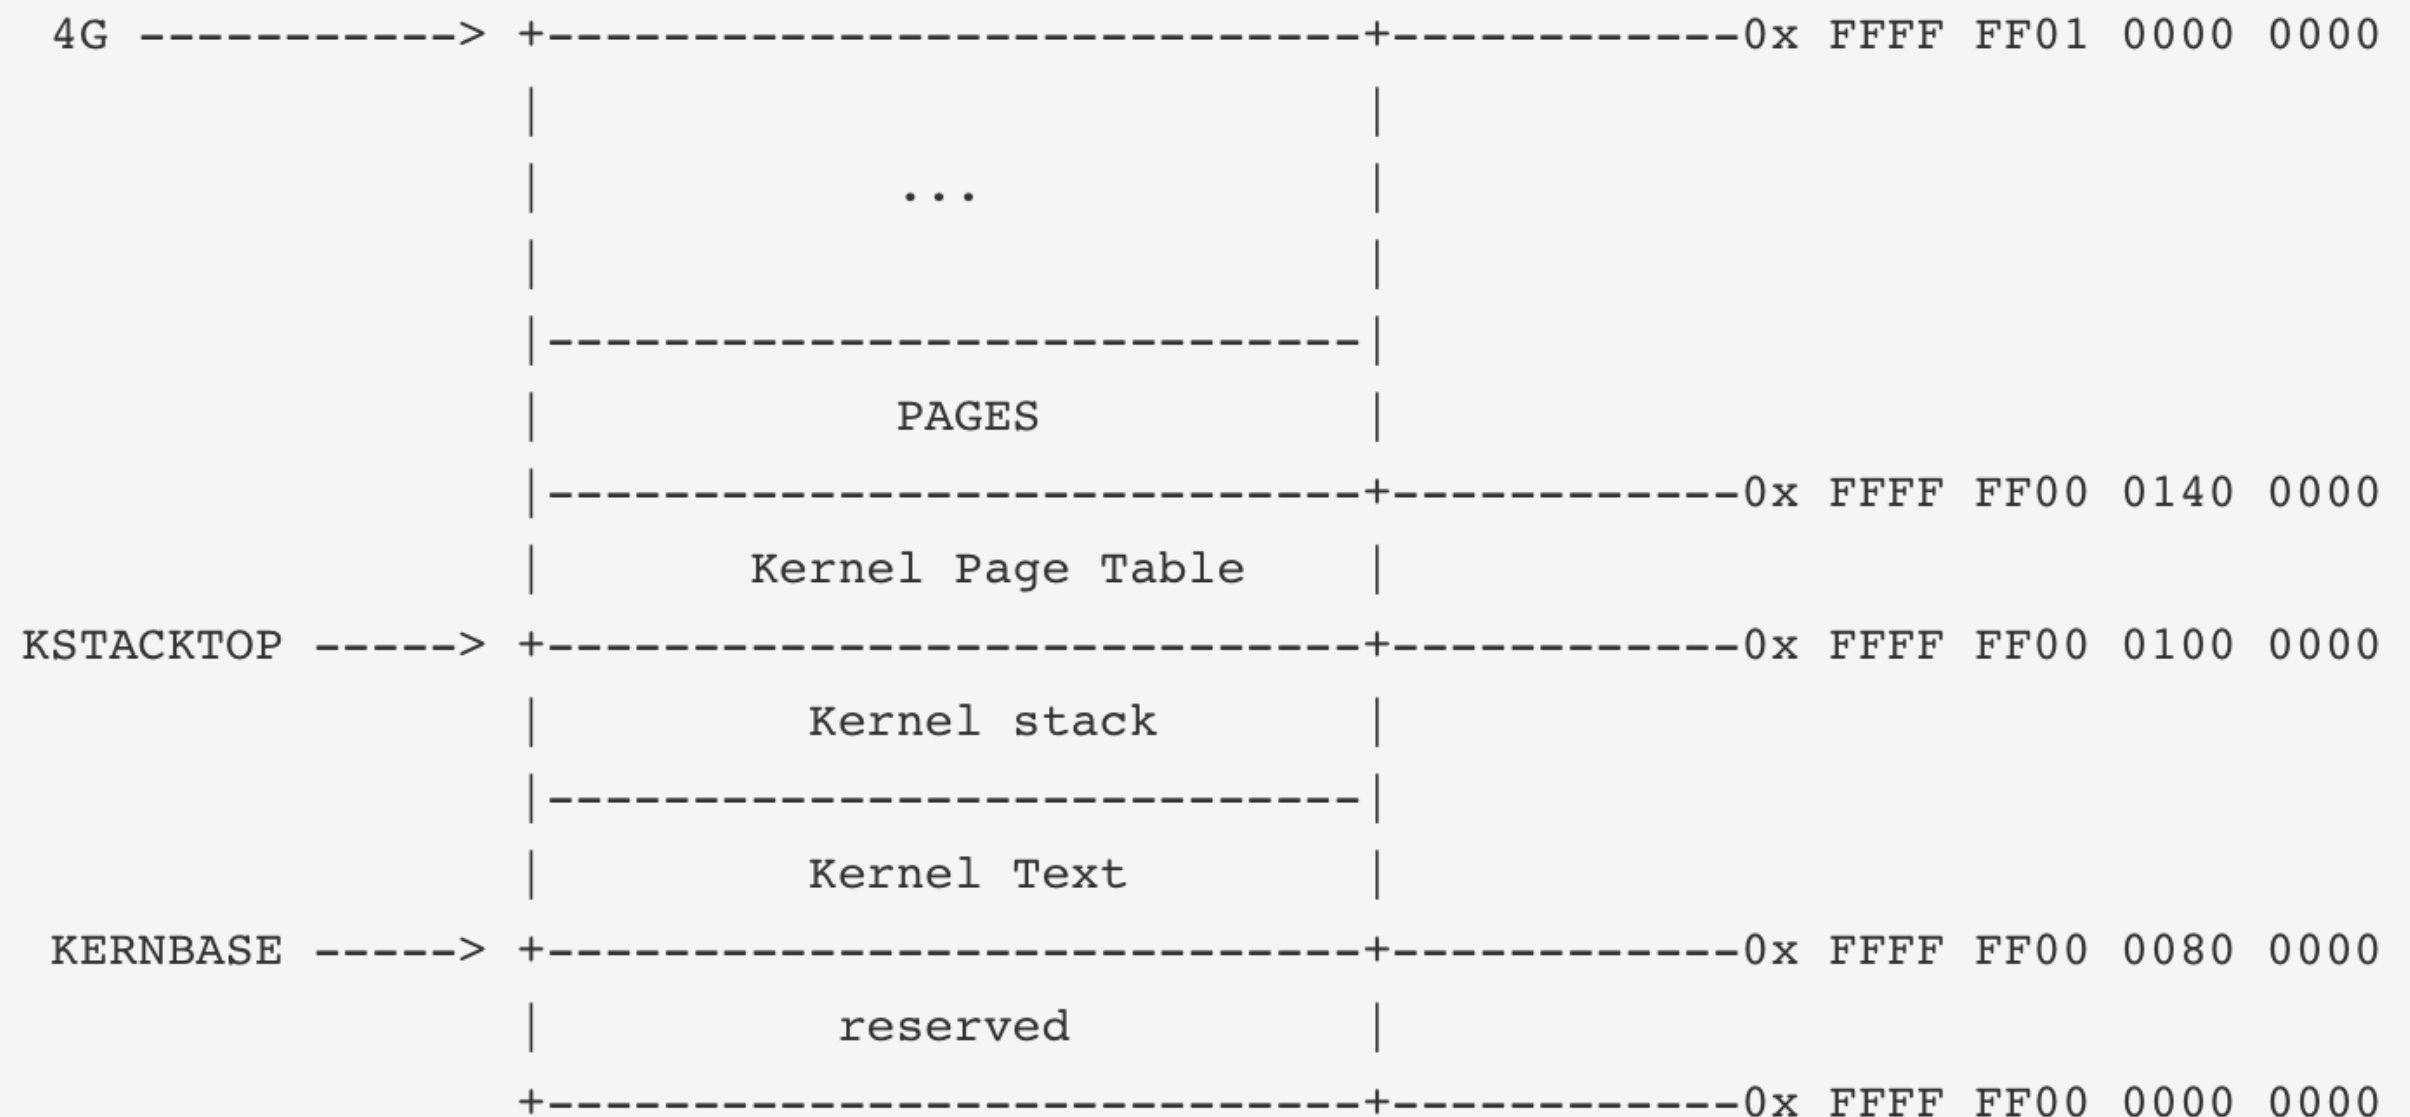 4G -----------> +----------------------------+------------0x FFFF FF01 0000 0000
                |                            |
                |            ...             |
                |                            |
                |----------------------------|
                |           PAGES            |
                |----------------------------+------------0x FFFF FF00 0140 0000
                |      Kernel Page Table     |
KSTACKTOP -----> +----------------------------+------------0x FFFF FF00 0100 0000
                |        Kernel stack        |
                |----------------------------|
                |        Kernel Text         |
KERNBASE -----> +----------------------------+------------0x FFFF FF00 0080 0000
                |         reserved           |
                +----------------------------+------------0x FFFF FF00 0000 0000